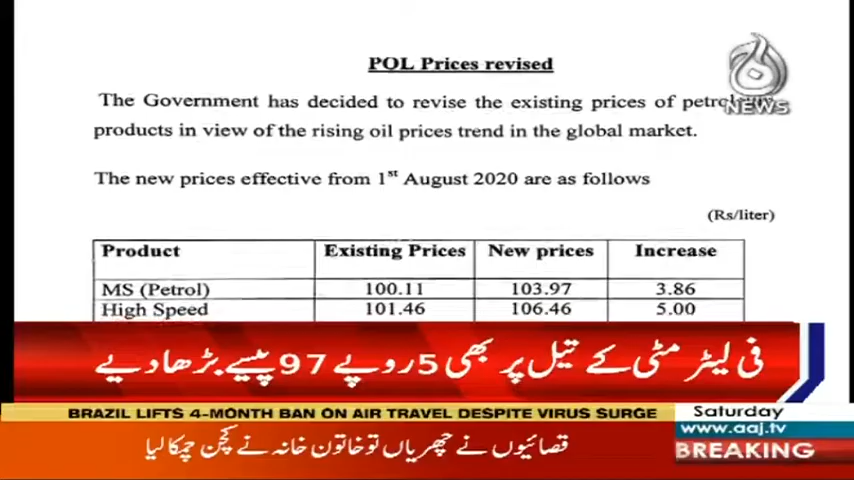 POL Prices revised
The Government has decided to revise the existing prices of
products in view of the rising oil prices trend in the global market.
The new prices effective from 1st August 2020 are as follows
(Rs/liter)
Product Existing Prices New prices Increase
MS (Petrol) 100.11 103.97 3.86
High Speed 101.46 106.46 5.00
NEWS
فی لیٹر مٹی کے تیل پر بھی 5 روپے 97 پیسے بڑھا دیے
BRAZIL LIFTS 4-MONTH BAN ON AIR TRAVEL DESPITE VIRUS SURGE
Saturday
www.aaj.tv
قصائیوں نے چھریاں تو خاتون خانہ نے کچن چمکا لیا
BREAKING